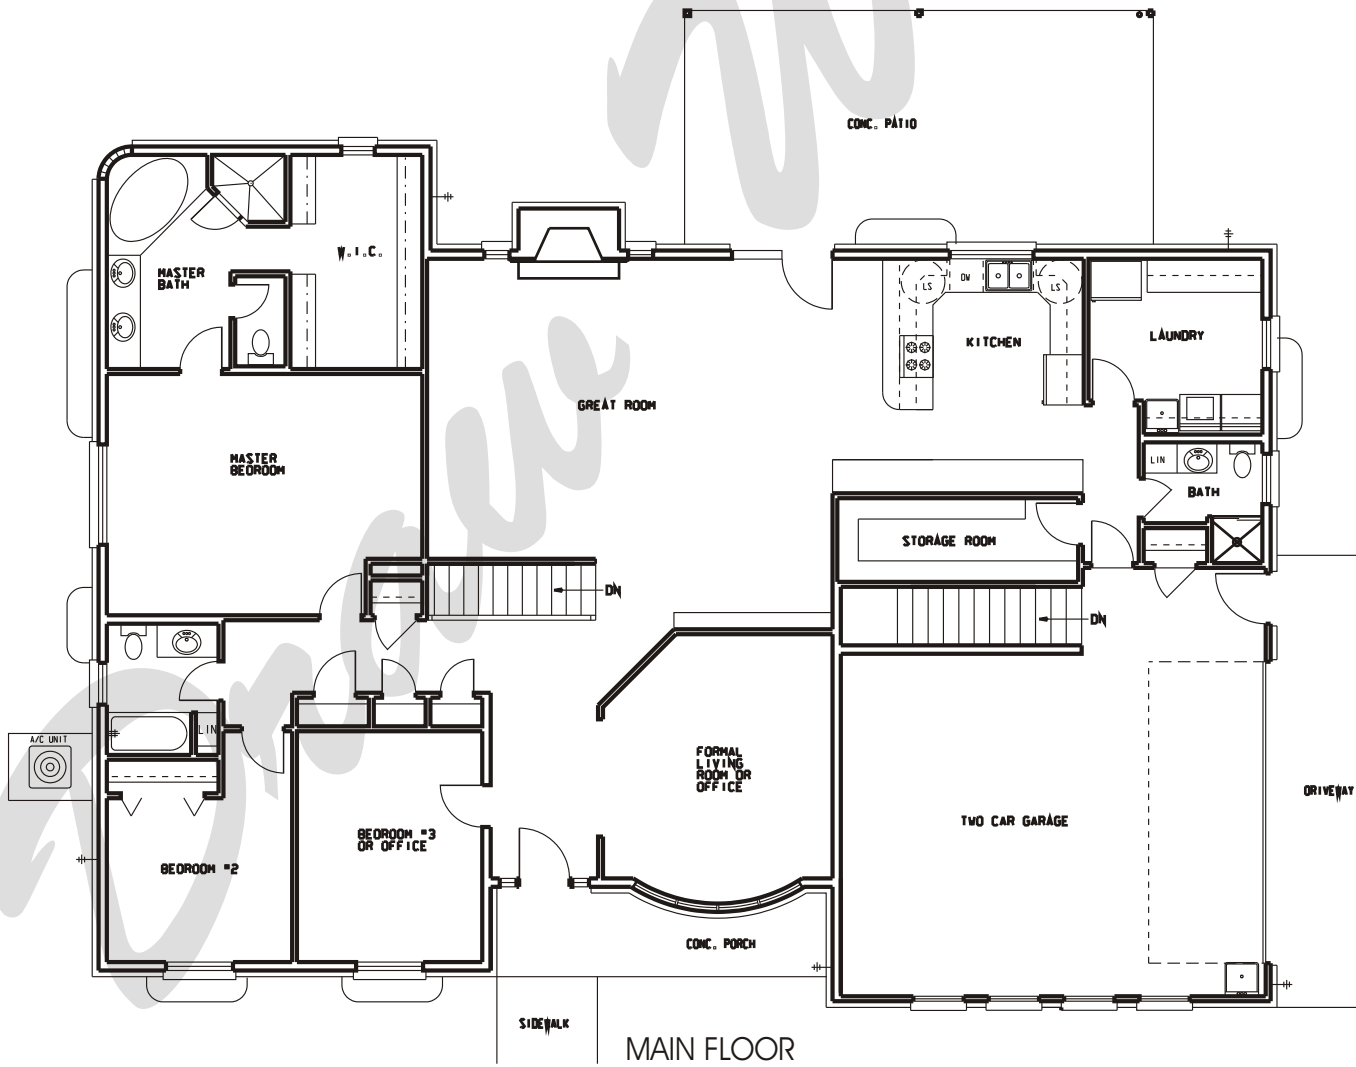 CONC. PATIO
W.I.C.
MASTER
BATH
DW
LS
LS
KITCHEN
LAUNDRY
GREAT ROOM
MASTER
BEDROOM
LIN
BATH
STORAGE ROOM
DN
DN
LIN
A/C UNIT
FORMAL
LIVING
ROOM OR
OFFICE
DRIVEWAY
TWO CAR GARAGE
BEDROOM #3
OR OFFICE
BEDROOM #2
CONC. PORCH
SIDEWALK
MAIN FLOOR
Draw W